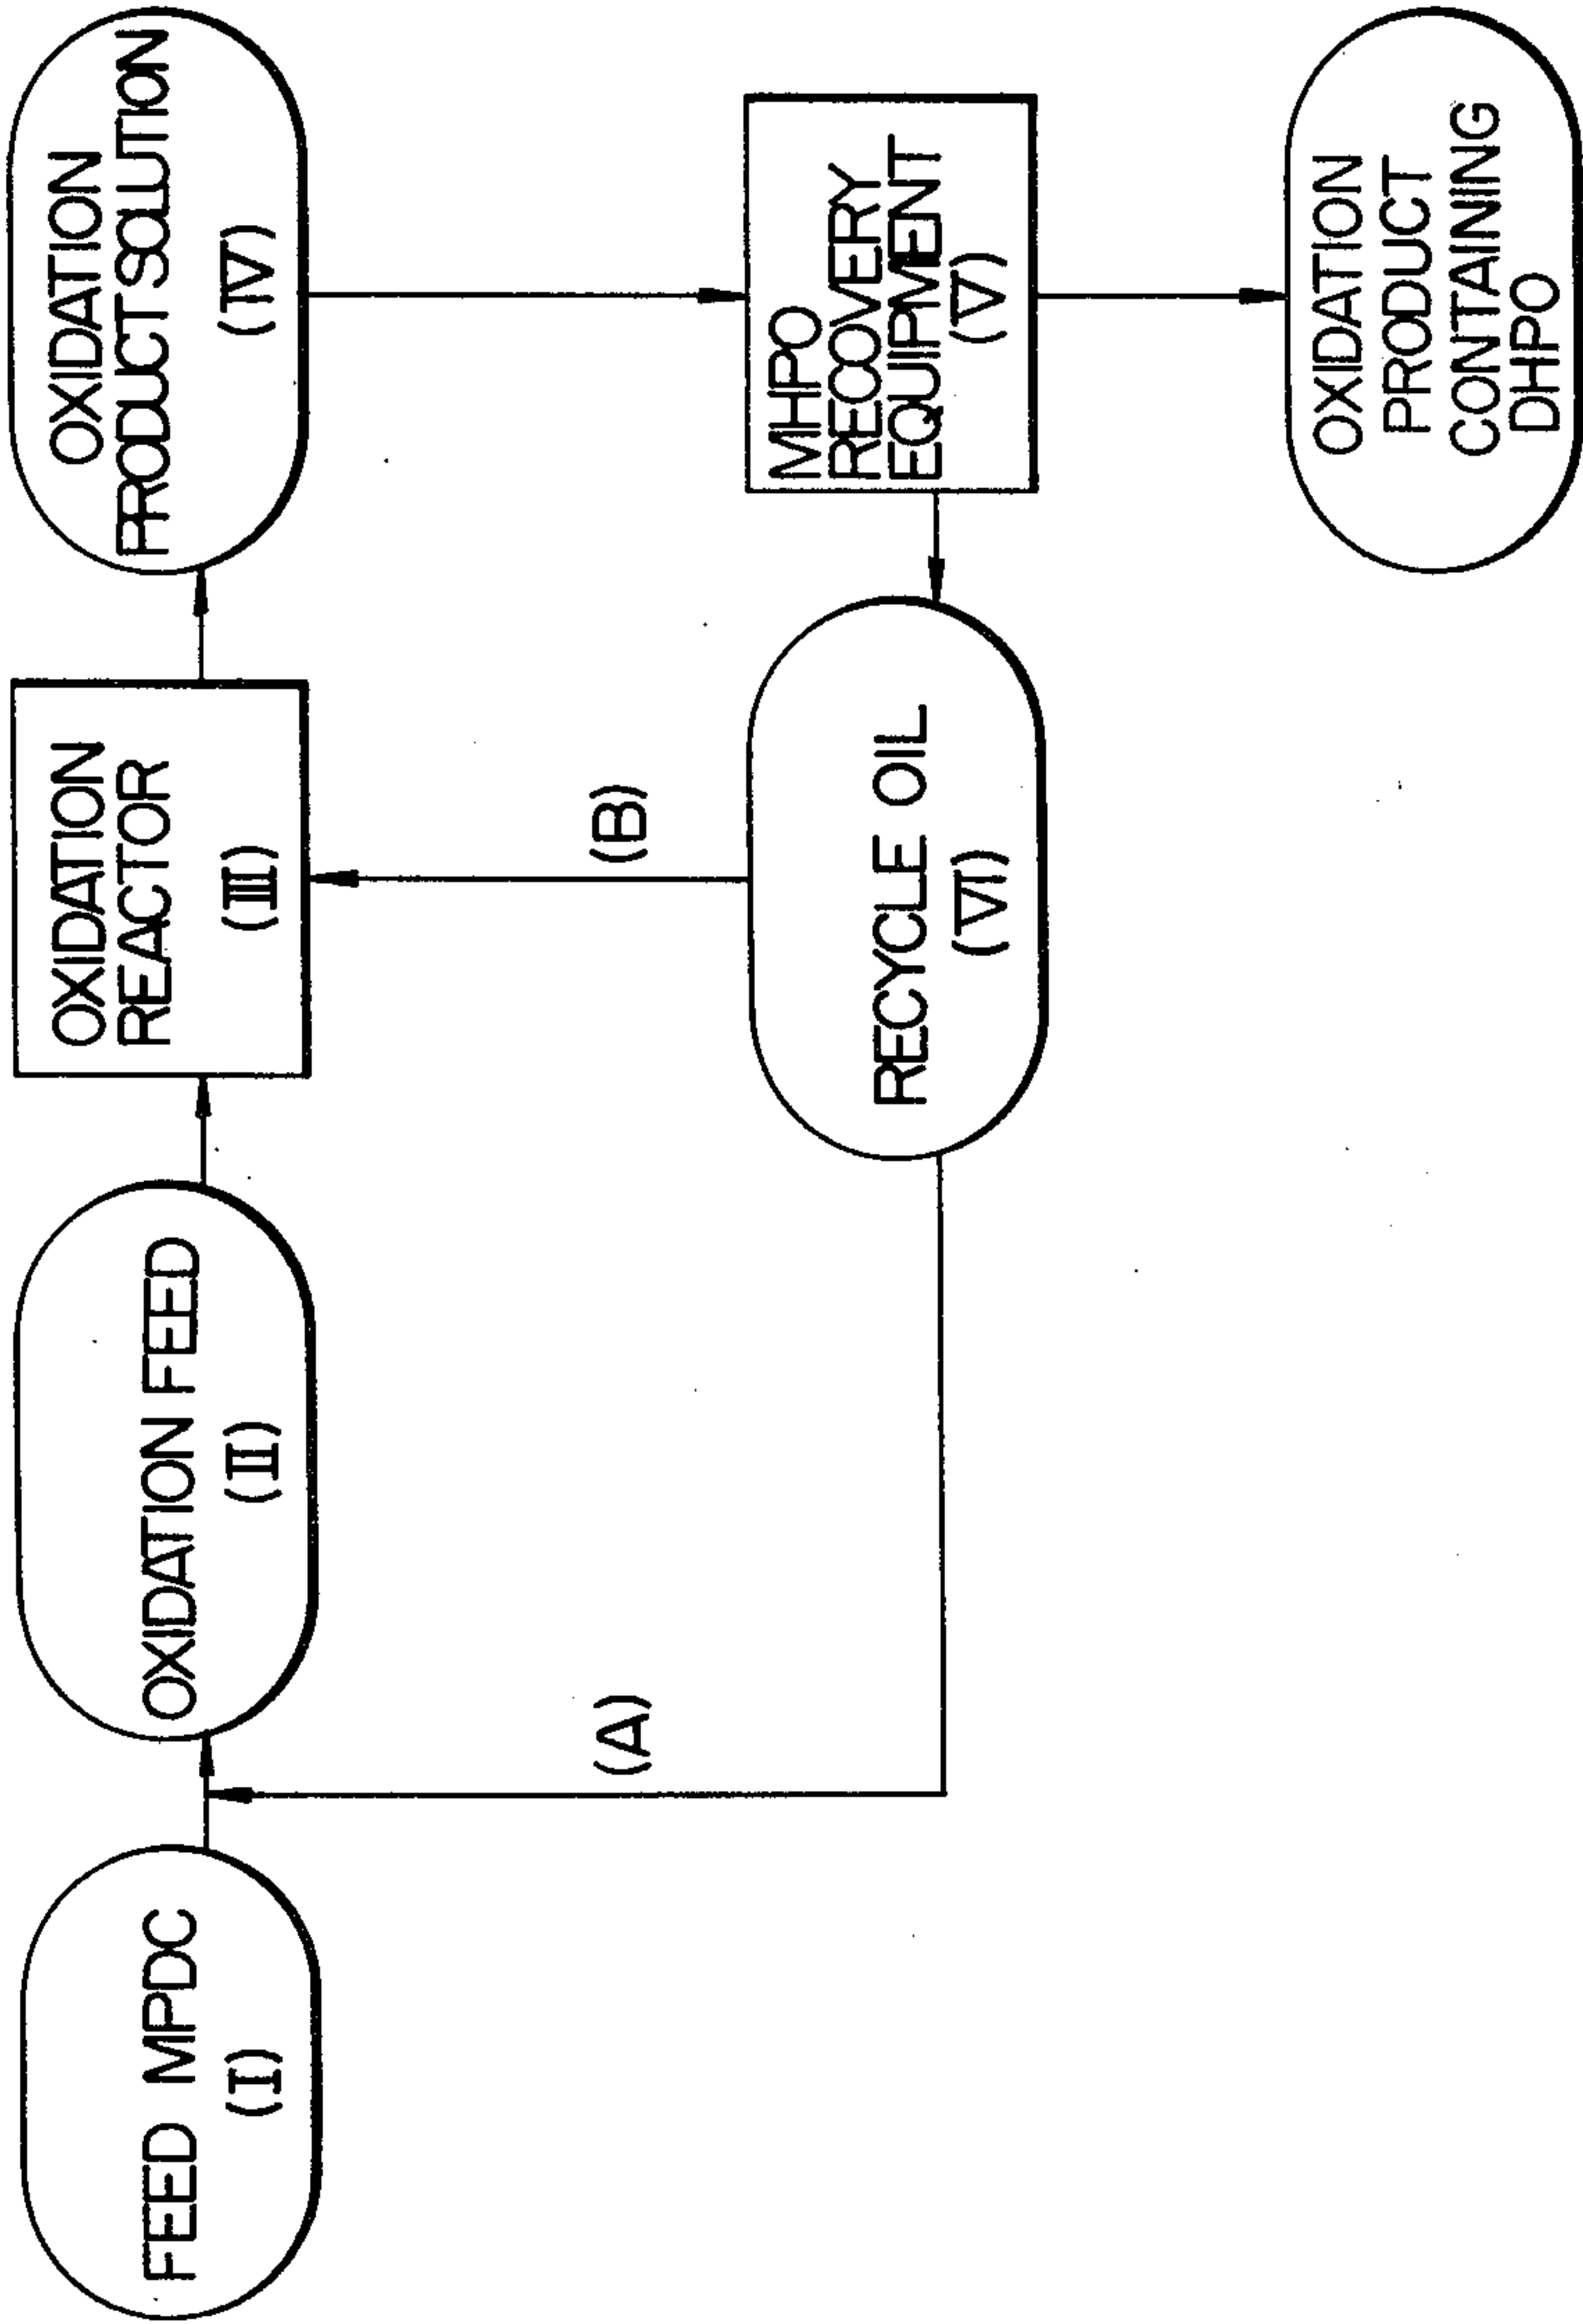 FEED MPDC
(I)
OXIDATION FEED
(II)
OXIDATION
REACTOR
(III)
OXIDATION
PRODUCT SOLUTION
(IV)
(A)
(B)
RECYCLE OIL
(VI)
MHPO
RECOVERY
EQUIPMENT
(V)
OXIDATION
PRODUCT
CONTAINING
DHPO